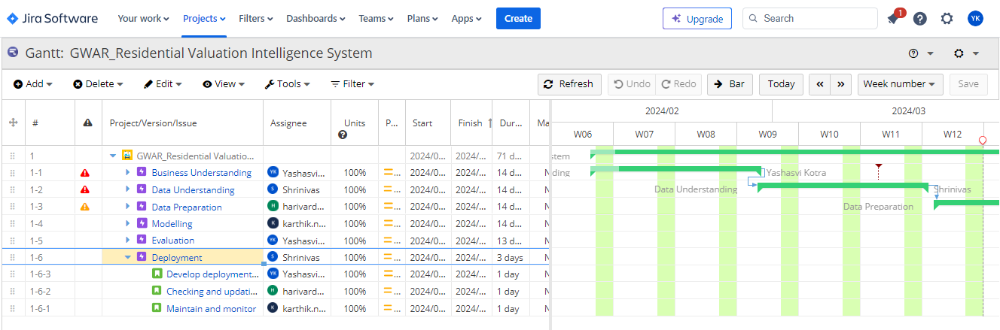 Jira Software Your work Projects Filters Dashboards Teams Plans Apps Create Upgrade Search 1 YK
Gantt: GWAR_Residential Valuation Intelligence System
Add Delete Edit View Tools Filter Refresh Undo Redo Bar Today « » Week number Save
2024/02 2024/03
# Project/Version/Issue Assignee Units P... Start Finish Dur... Ma
W06 W07 W08 W09 W10 W11 W12
1 GWAR_Residential Valuatio... 2024/0... 2024/... 71 d... stem
1-1 Business Understanding YK Yashasvi... 100% ... 2024/0... 2024/... 14 d... N ding Yashasvi Kotra
1-2 Data Understanding S Shrinivas 100% ... 2024/0... 2024/... 14 d... N Data Understanding Shrinivas
1-3 Data Preparation H harivard... 100% ... 2024/0... 2024/... 14 d... N Data Preparation
1-4 Modelling K karthik.n... 100% ... 2024/0... 2024/... 14 d... N
1-5 Evaluation YK Yashasvi... 100% ... 2024/0... 2024/... 13 d... N
1-6 Deployment S Shrinivas 100% ... 2024/0... 2024/... 3 days N
1-6-3 Develop deployment... YK Yashasvi... 100% ... 2024/0... 2024/... 1 day N
1-6-2 Checking and updati... H harivard... 100% ... 2024/0... 2024/... 1 day N
1-6-1 Maintain and monitor K karthik.n... 100% ... 2024/0... 2024/... 1 day N